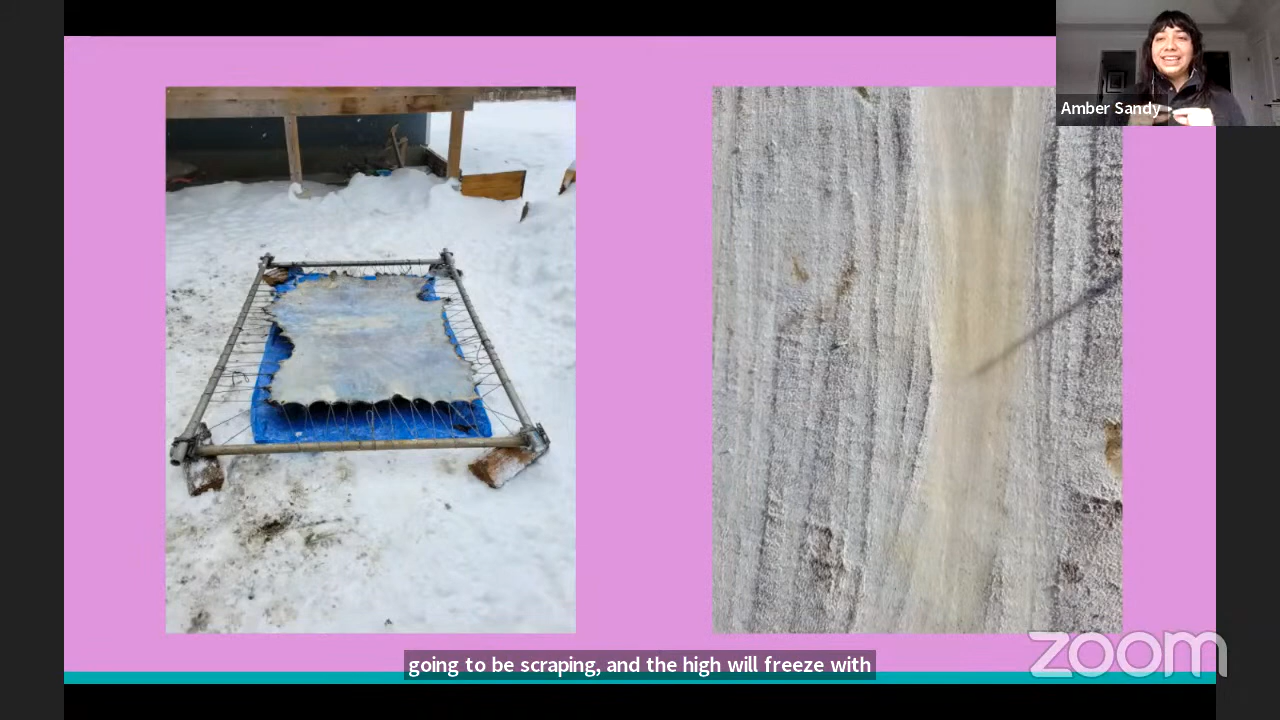 Amber Sandy
going to be scraping, and the high will freeze with
zoom